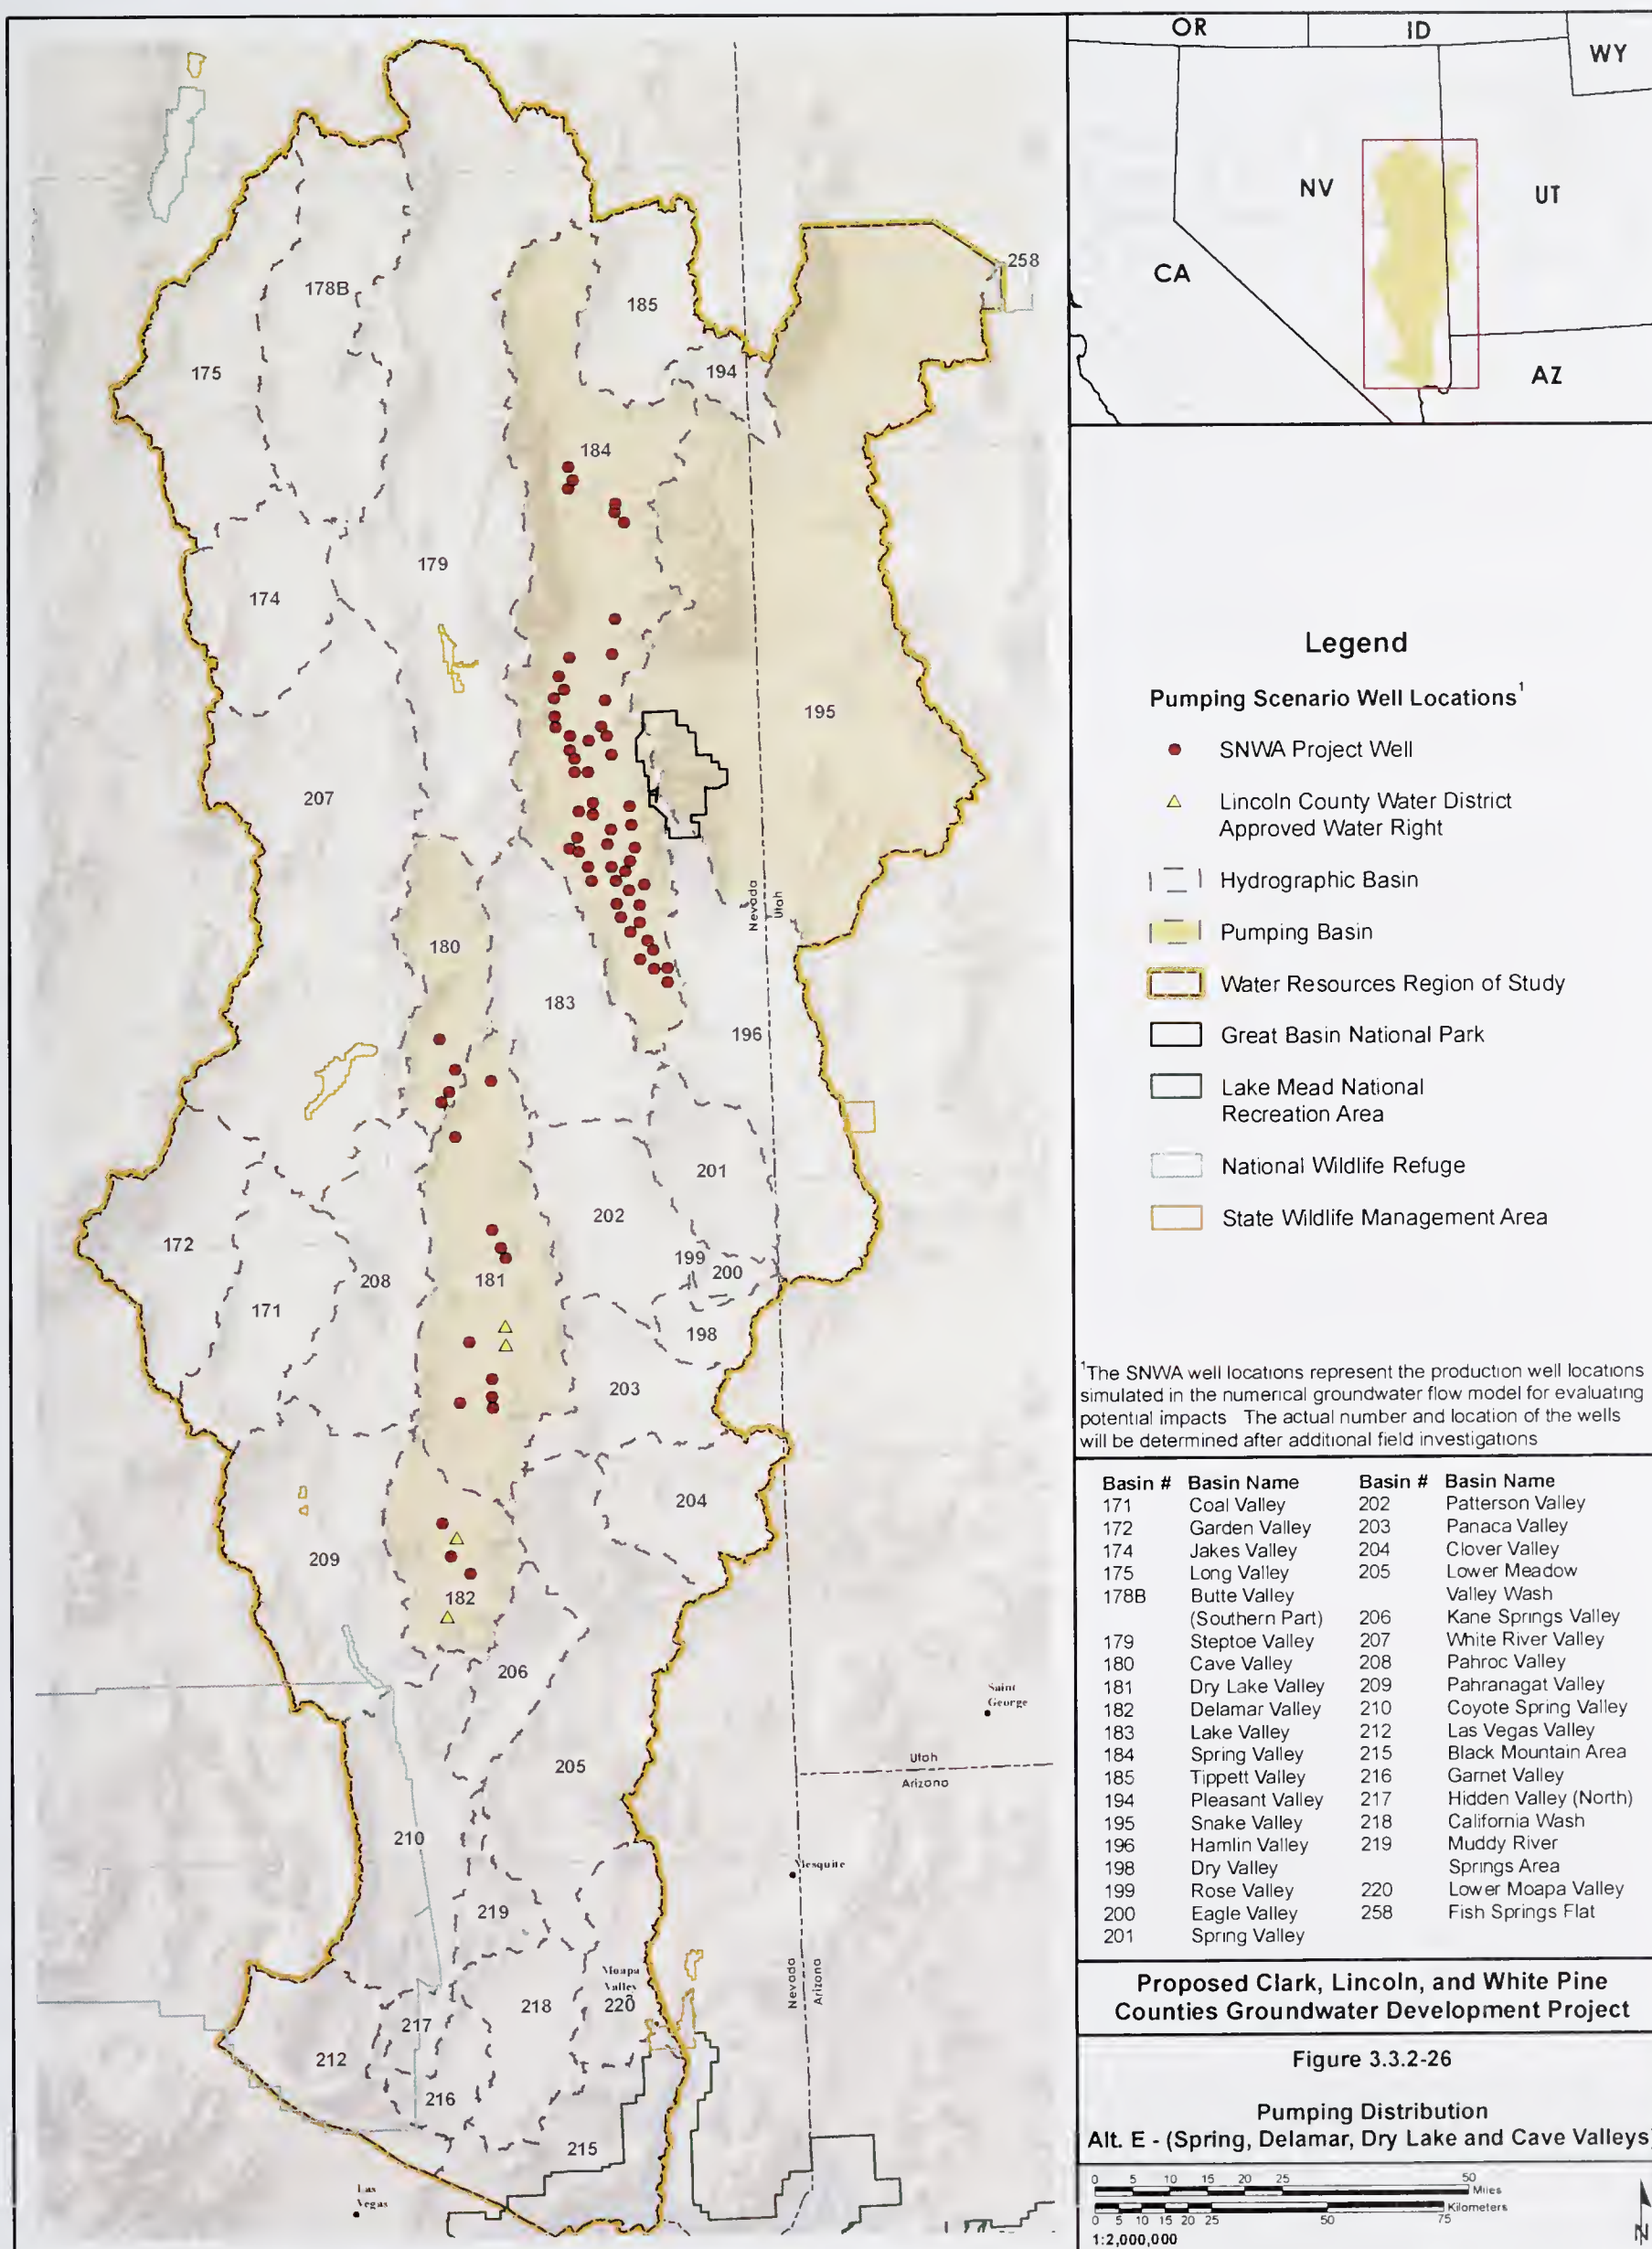 OR
ID
WY
NV
UT
CA
AZ
258
178B
185
175
194
184
179
174
195
207
Nevada
Utah
180
183
196
201
202
172
199
200
208
181
171
198
203
204
209
182
206
Saint
George
Utah
Arizona
205
210
Mesquite
219
Nevada
Arizona
Moapa
Valley
218
220
217
212
216
215
Las
Vegas
Legend
Pumping Scenario Well Locations1
SNWA Project Well
Lincoln County Water District
Approved Water Right
Hydrographic Basin
Pumping Basin
Water Resources Region of Study
Great Basin National Park
Lake Mead National
Recreation Area
National Wildlife Refuge
State Wildlife Management Area
1The SNWA well locations represent the production well locations
simulated in the numerical groundwater flow model for evaluating
potential impacts The actual number and location of the wells
will be determined after additional field investigations
Basin # Basin Name Basin # Basin Name
171 Coal Valley 202 Patterson Valley
172 Garden Valley 203 Panaca Valley
174 Jakes Valley 204 Clover Valley
175 Long Valley 205 Lower Meadow
178B Butte Valley Valley Wash
(Southern Part) 206 Kane Springs Valley
179 Steptoe Valley 207 White River Valley
180 Cave Valley 208 Pahroc Valley
181 Dry Lake Valley 209 Pahranagat Valley
182 Delamar Valley 210 Coyote Spring Valley
183 Lake Valley 212 Las Vegas Valley
184 Spring Valley 215 Black Mountain Area
185 Tippett Valley 216 Garnet Valley
194 Pleasant Valley 217 Hidden Valley (North)
195 Snake Valley 218 California Wash
196 Hamlin Valley 219 Muddy River
198 Dry Valley Springs Area
199 Rose Valley 220 Lower Moapa Valley
200 Eagle Valley 258 Fish Springs Flat
201 Spring Valley
Proposed Clark, Lincoln, and White Pine
Counties Groundwater Development Project
Figure 3.3.2-26
Pumping Distribution
Alt. E - (Spring, Delamar, Dry Lake and Cave Valleys)
0 5 10 15 20 25 50
Miles
Kilometers
0 5 10 15 20 25 50 75
1:2,000,000
N